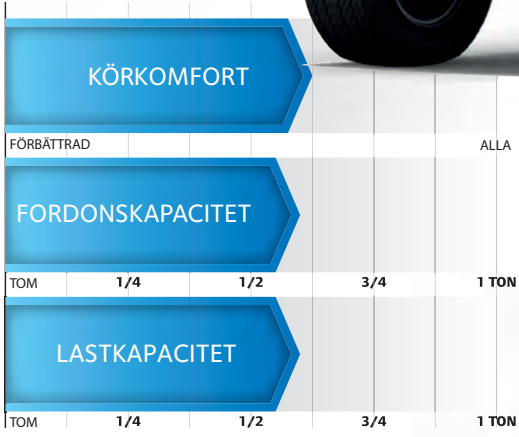 KÖRKOMFORT
FÖRBÄTTRAD ALLA
FORDONSKAPACITET
TOM 1/4 1/2 3/4 1 TON
LASTKAPACITET
TOM 1/4 1/2 3/4 1 TON